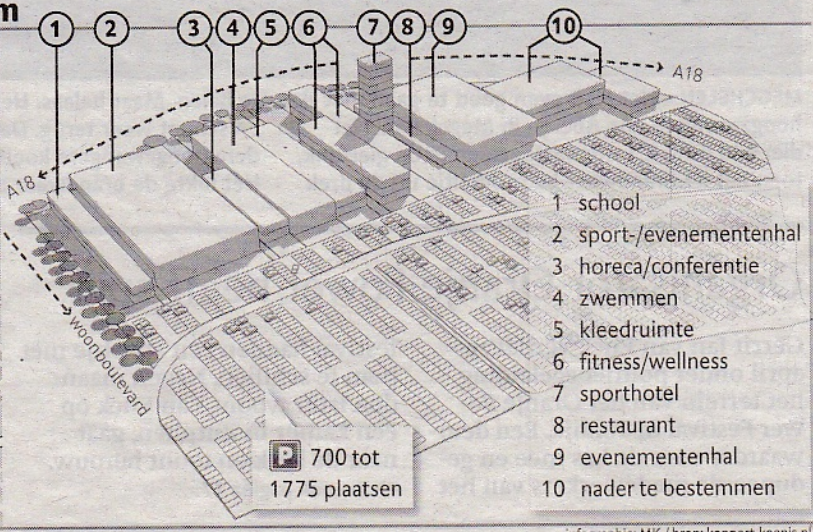 m
1 2 3 4 5 6 7 8 9 10
A18
A18
woonboulevard
1 school
2 sport-/evenementenhal
3 horeca/conferentie
4 zwemmen
5 kleedruimte
6 fitness/wellness
7 sporthotel
8 restaurant
9 evenementenhal
10 nader te bestemmen
P 700 tot
1775 plaatsen